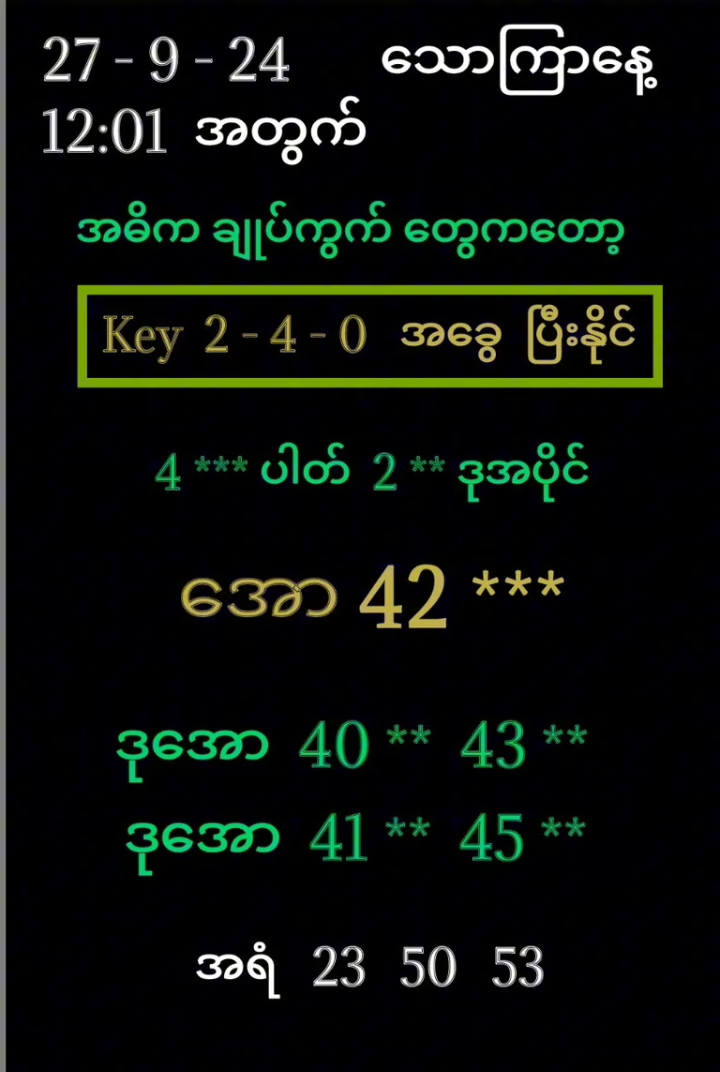 27 - 9 - 24 သောကြာနေ့
12:01 အတွက်
အဓိက ချုပ်ကွက် တွေကတော့
Key 2 - 4 - 0 အခွေ ပြီးနိုင်
4 *** ပါတ် 2 ** ဒုအပိုင်
အော 42 ***
ဒုအော 40 ** 43 **
ဒုအော 41 ** 45 **
အရံ 23 50 53